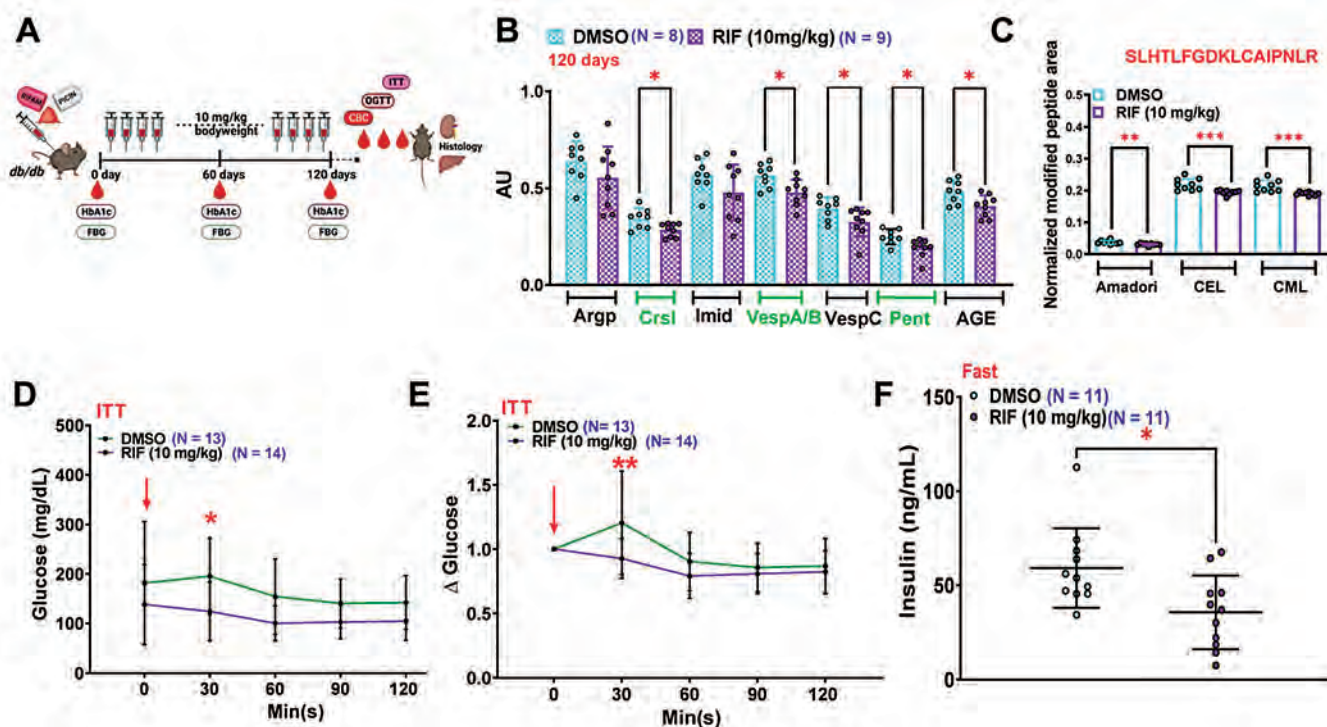 A
RIFAM
PICIN
db/db
10 mg/kg
bodyweight
0 day
60 days
120 days
HbA1c
FBG
HbA1c
FBG
HbA1c
FBG
CBC
OGTT
ITT
Histology
B
DMSO (N = 8) RIF (10mg/kg) (N = 9)
120 days
AU
1.0
0.5
0.0
* * * * *
Argp CrsI Imid VespA/B VespC Pent AGE
C
SLHTLFGDKLCAIPNLR
DMSO
RIF (10 mg/kg)
Normalized modified peptide area
0.5
0.4
0.3
0.2
0.1
0.0
** *** ***
Amadori CEL CML
D
ITT
DMSO (N = 13)
RIF (10 mg/kg) (N = 14)
Glucose (mg/dL)
500
400
300
200
100
0
*
0 30 60 90 120
Min(s)
E
ITT
DMSO (N= 13)
RIF (10 mg/kg) (N= 14)
Δ Glucose
2.0
1.5
1.0
0.5
0.0
**
0 30 60 90 120
Min(s)
F
Fast
DMSO (N = 11)
RIF (10 mg/kg)(N = 11)
Insulin (ng/mL)
150
100
50
0
*